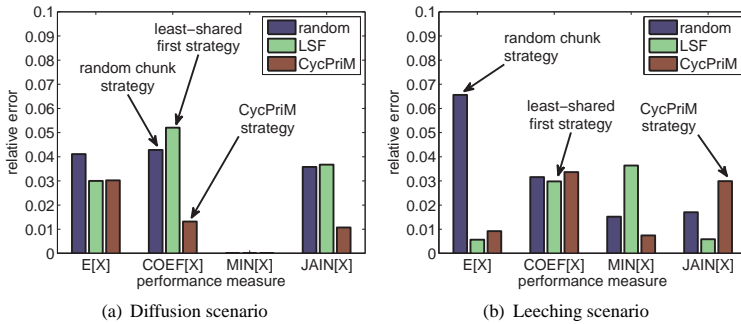 0.1
0.09
0.08
0.07
0.06
0.05
0.04
0.03
0.02
0.01
0
relative error
least−shared
first strategy
random chunk
strategy
CycPriM
strategy
random
LSF
CycPriM
E[X]
COEF[X]
MIN[X]
JAIN[X]
performance measure
(a) Diffusion scenario
0.1
0.09
0.08
0.07
0.06
0.05
0.04
0.03
0.02
0.01
0
relative error
random chunk
strategy
least−shared
first strategy
CycPriM
strategy
random
LSF
CycPriM
E[X]
COEF[X]
MIN[X]
JAIN[X]
performance measure
(b) Leeching scenario